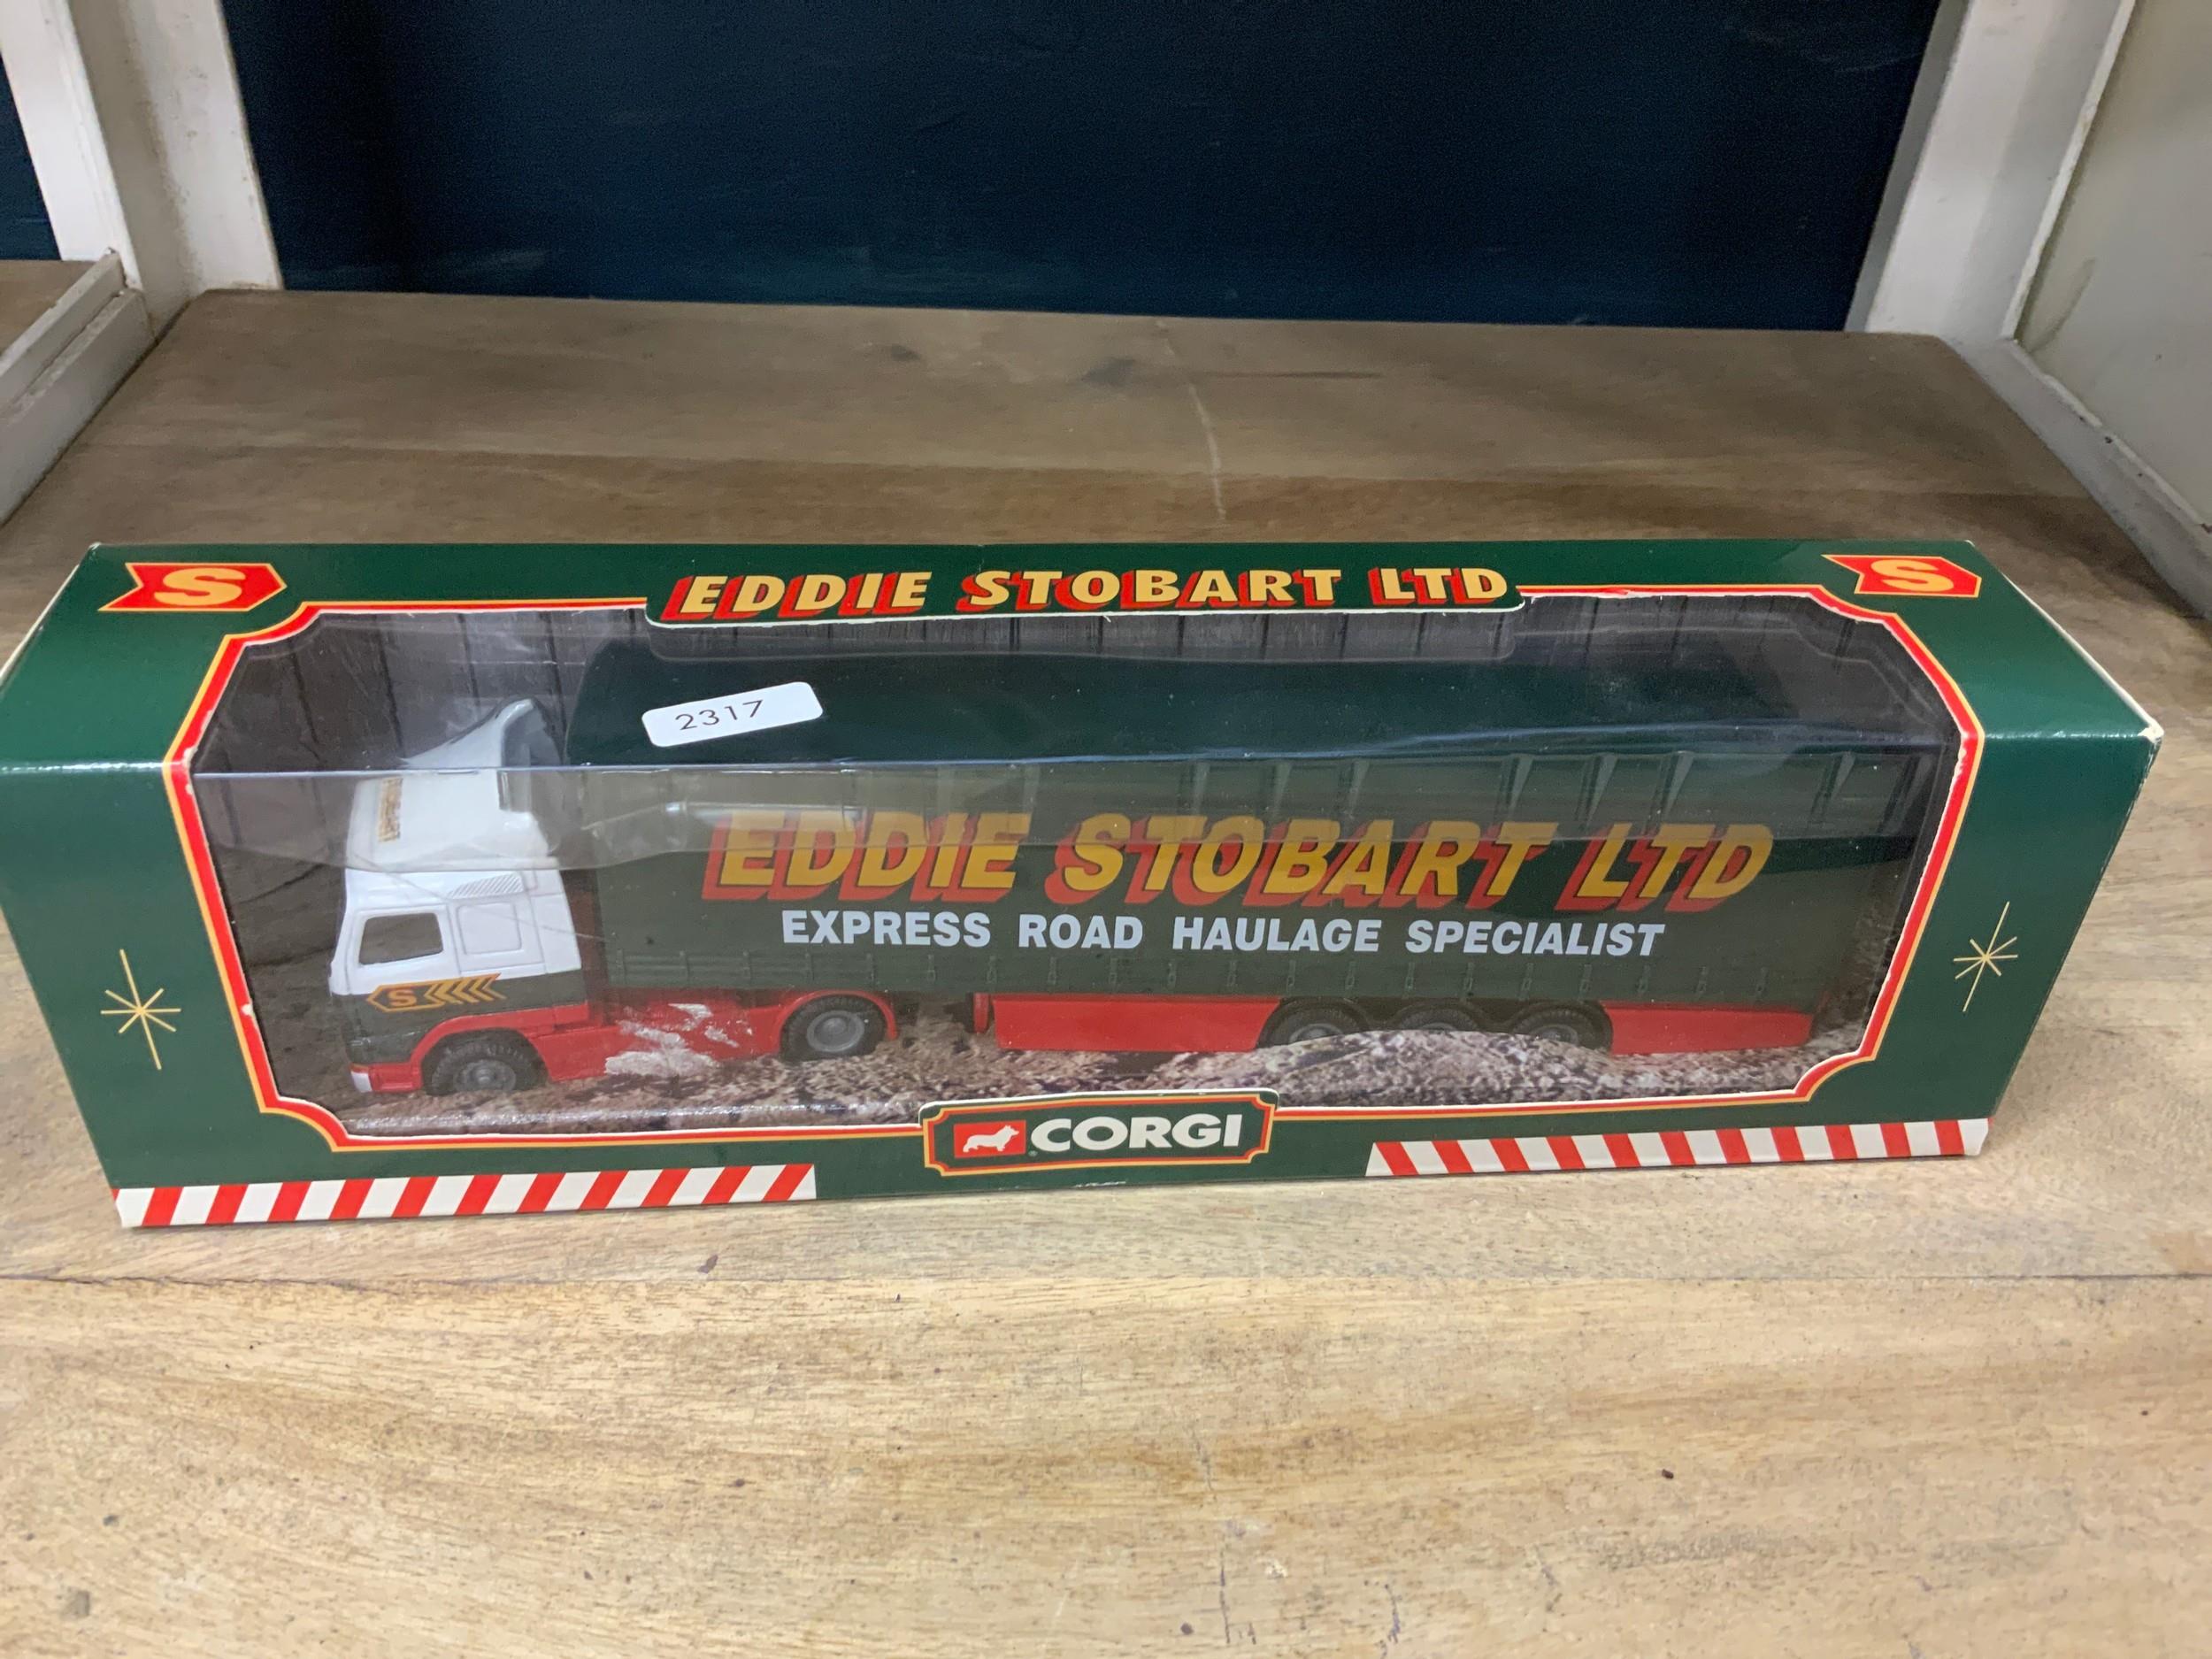 S
EDDIE STOBART LTD
S
2317
EDDIE STOBART LTD
EXPRESS ROAD HAULAGE SPECIALIST
S
CORGI